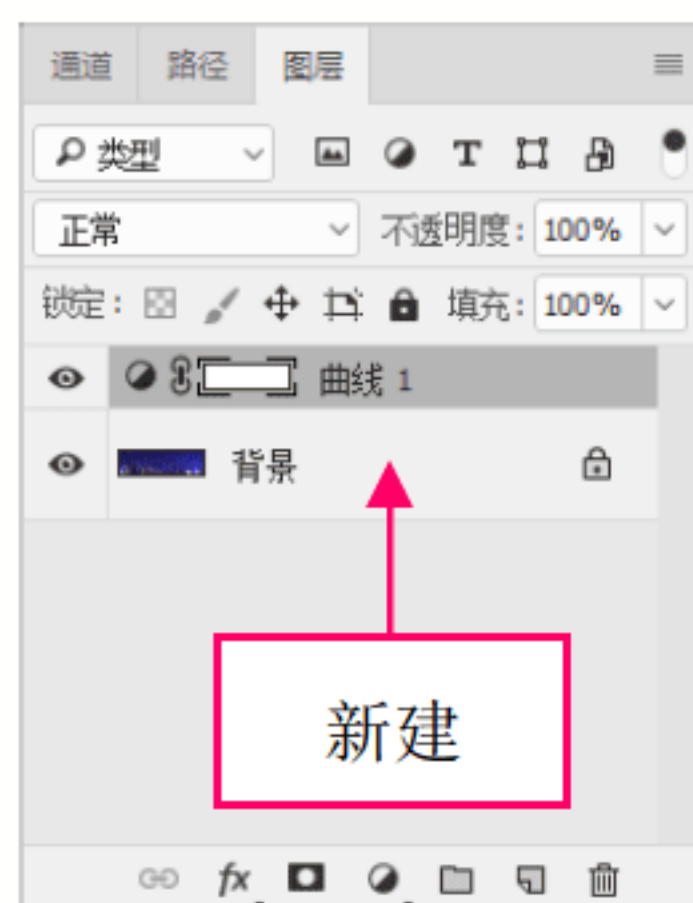 通道 路径 图层
类型
正常 不透明度: 100%
锁定: 填充: 100%
曲线 1
背景
新建
fx